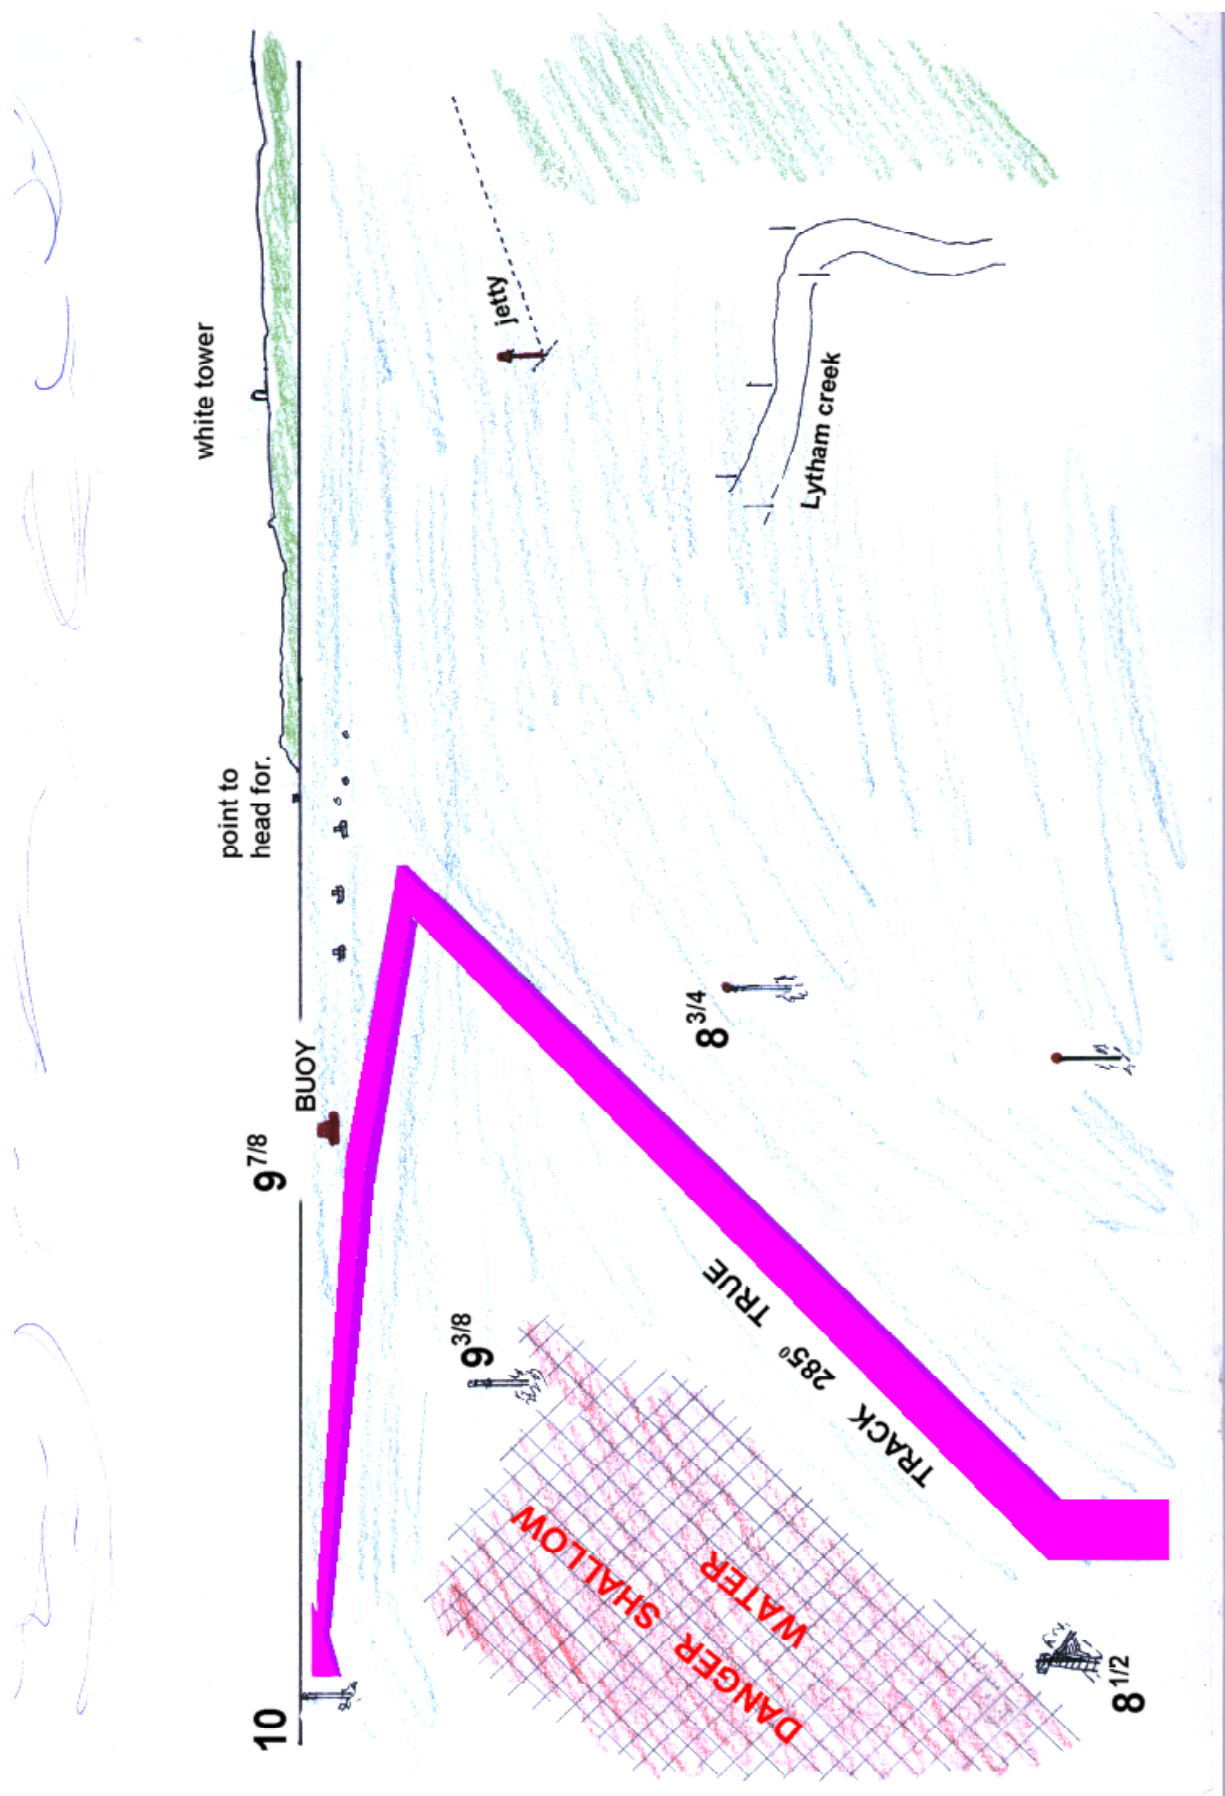 10
9 7/8
BUOY
point to
head for.
white tower
9 3/8
jetty
8 3/4
Lytham creek
DANGER SHALLOW
WATER
TRACK 285⁰ TRUE
8 1/2